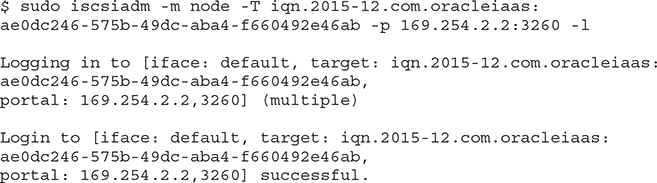 $ sudo iscsiadm -m node -T iqn.2015-12.com.oracleiaas:
ae0dc246-575b-49dc-aba4-f660492e46ab -p 169.254.2.2:3260 -l
Logging in to [iface: default, target: iqn.2015-12.com.oracleiaas:
ae0dc246-575b-49dc-aba4-f660492e46ab,
portal: 169.254.2.2,3260] (multiple)
Login to [iface: default, target: iqn.2015-12.com.oracleiaas:
ae0dc246-575b-49dc-aba4-f660492e46ab,
portal: 169.254.2.2,3260] successful.